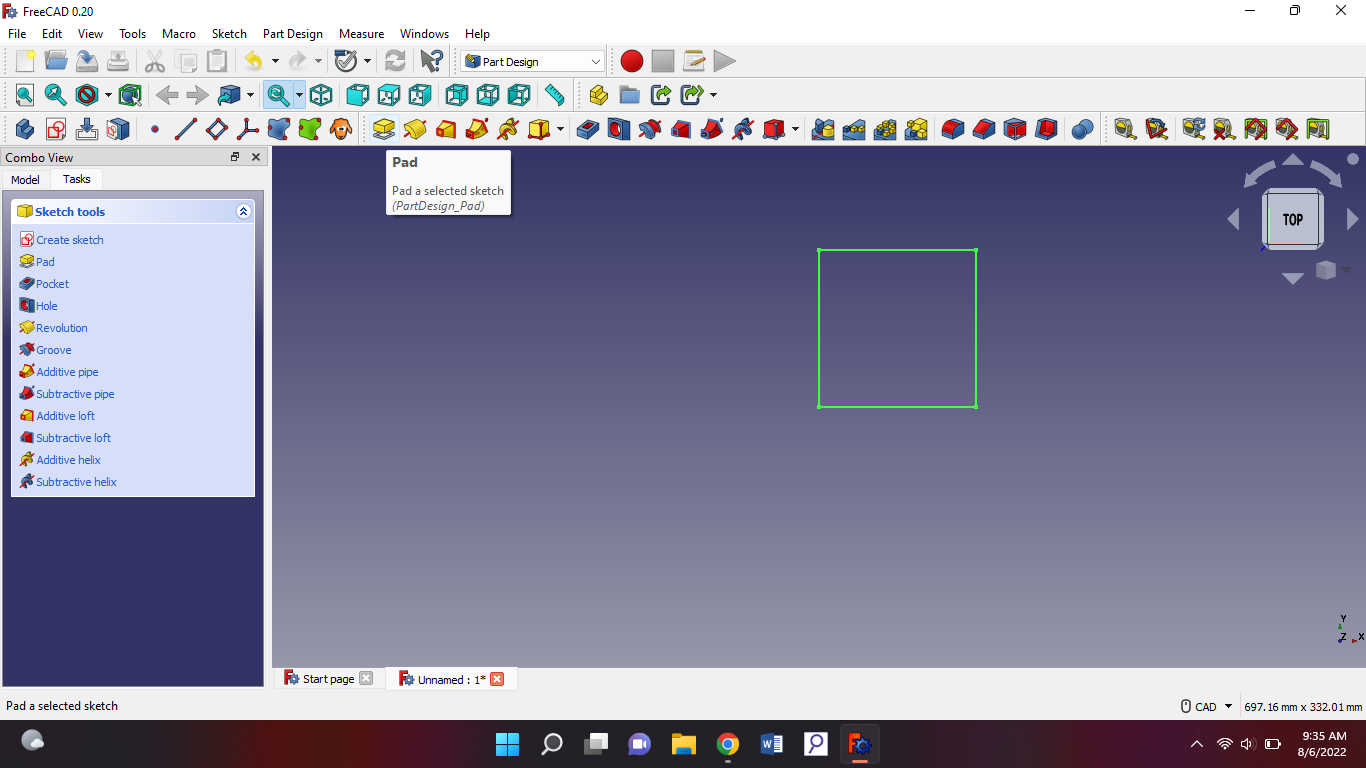 FreeCAD 0.20
File Edit View Tools Macro Sketch Part Design Measure Windows Help
Part Design
Combo View
Model Tasks
Sketch tools
Create sketch
Pad
Pocket
Hole
Revolution
Groove
Additive pipe
Subtractive pipe
Additive loft
Subtractive loft
Additive helix
Subtractive helix
Pad
Pad a selected sketch
(PartDesign_Pad)
TOP
Y
Z X
Start page Unnamed : 1*
Pad a selected sketch CAD 697.16 mm x 332.01 mm
9:35 AM
8/6/2022